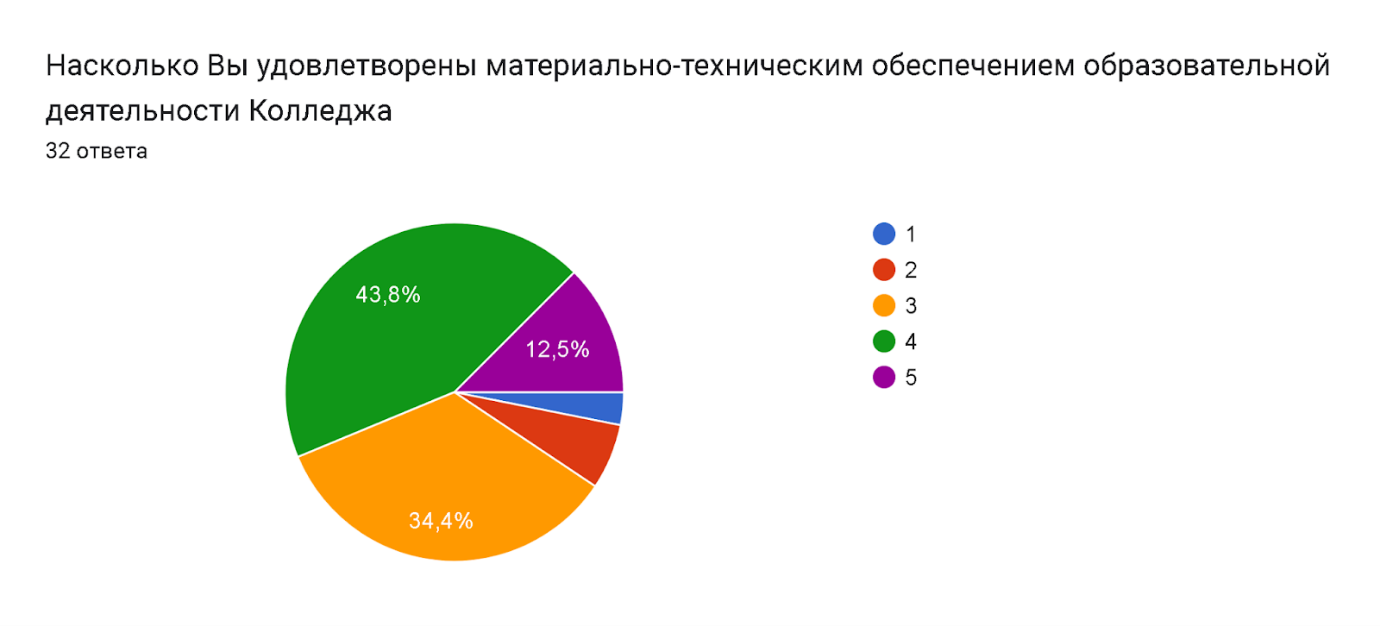 Насколько Вы удовлетворены материально-техническим обеспечением образовательной
деятельности Колледжа
32 ответа
43,8%
12,5%
34,4%
1
2
3
4
5